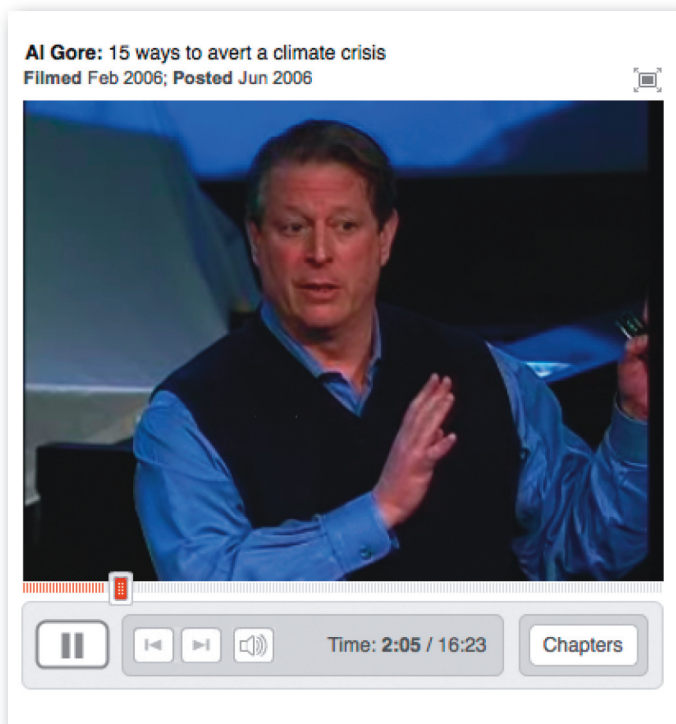 Al Gore: 15 ways to avert a climate crisis
Filmed Feb 2006; Posted Jun 2006
Time: 2:05 / 16:23
Chapters